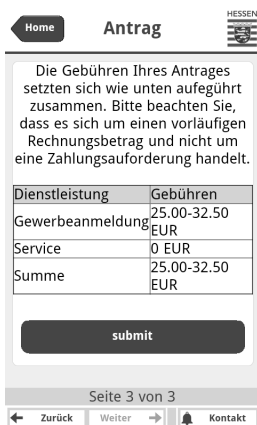 HESSEN
Home
Antrag
Die Gebühren Ihres Antrages
setzten sich wie unten aufegührt
zusammen. Bitte beachten Sie,
dass es sich um einen vorläufigen
Rechnungsbetrag und nicht um
eine Zahlungsauforderung handelt.
Dienstleistung Gebühren
Gewerbeanmeldung 25.00-32.50
EUR
Service 0 EUR
Summe 25.00-32.50
EUR
submit
Seite 3 von 3
Zurück Weiter Kontakt